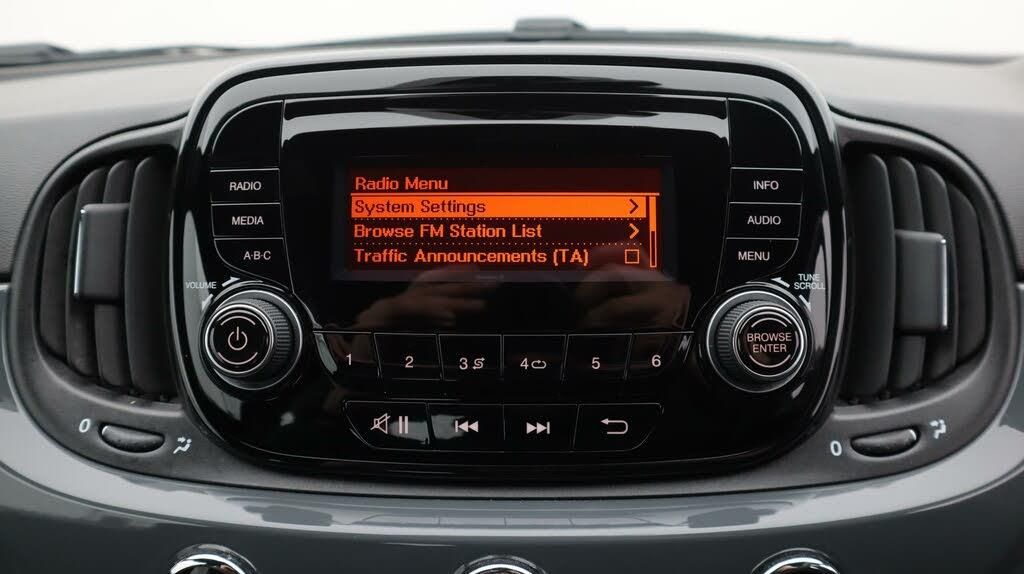 RADIO
MEDIA
A·B·C
VOLUME
Radio Menu
System Settings
Browse FM Station List
Traffic Announcements (TA)
INFO
AUDIO
MENU
TUNE
SCROLL
BROWSE
ENTER
1 2 3 4 5 6
0
0